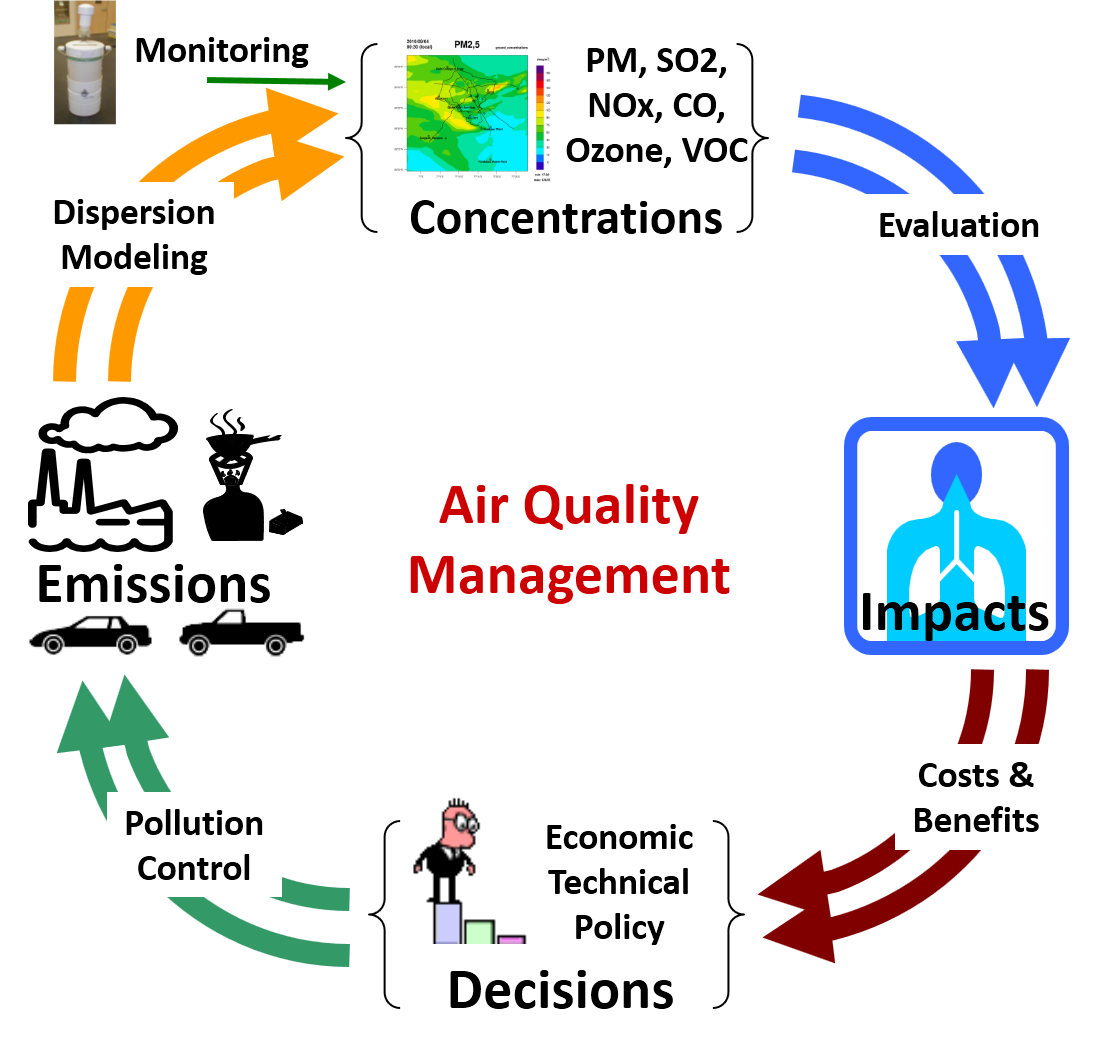 Monitoring
PM2,5
PM, SO2,
NOx, CO,
Ozone, VOC
Concentrations
Dispersion
Modeling
Evaluation
Air Quality
Management
Emissions
Impacts
Costs &
Benefits
Pollution
Control
Economic
Technical
Policy
Decisions